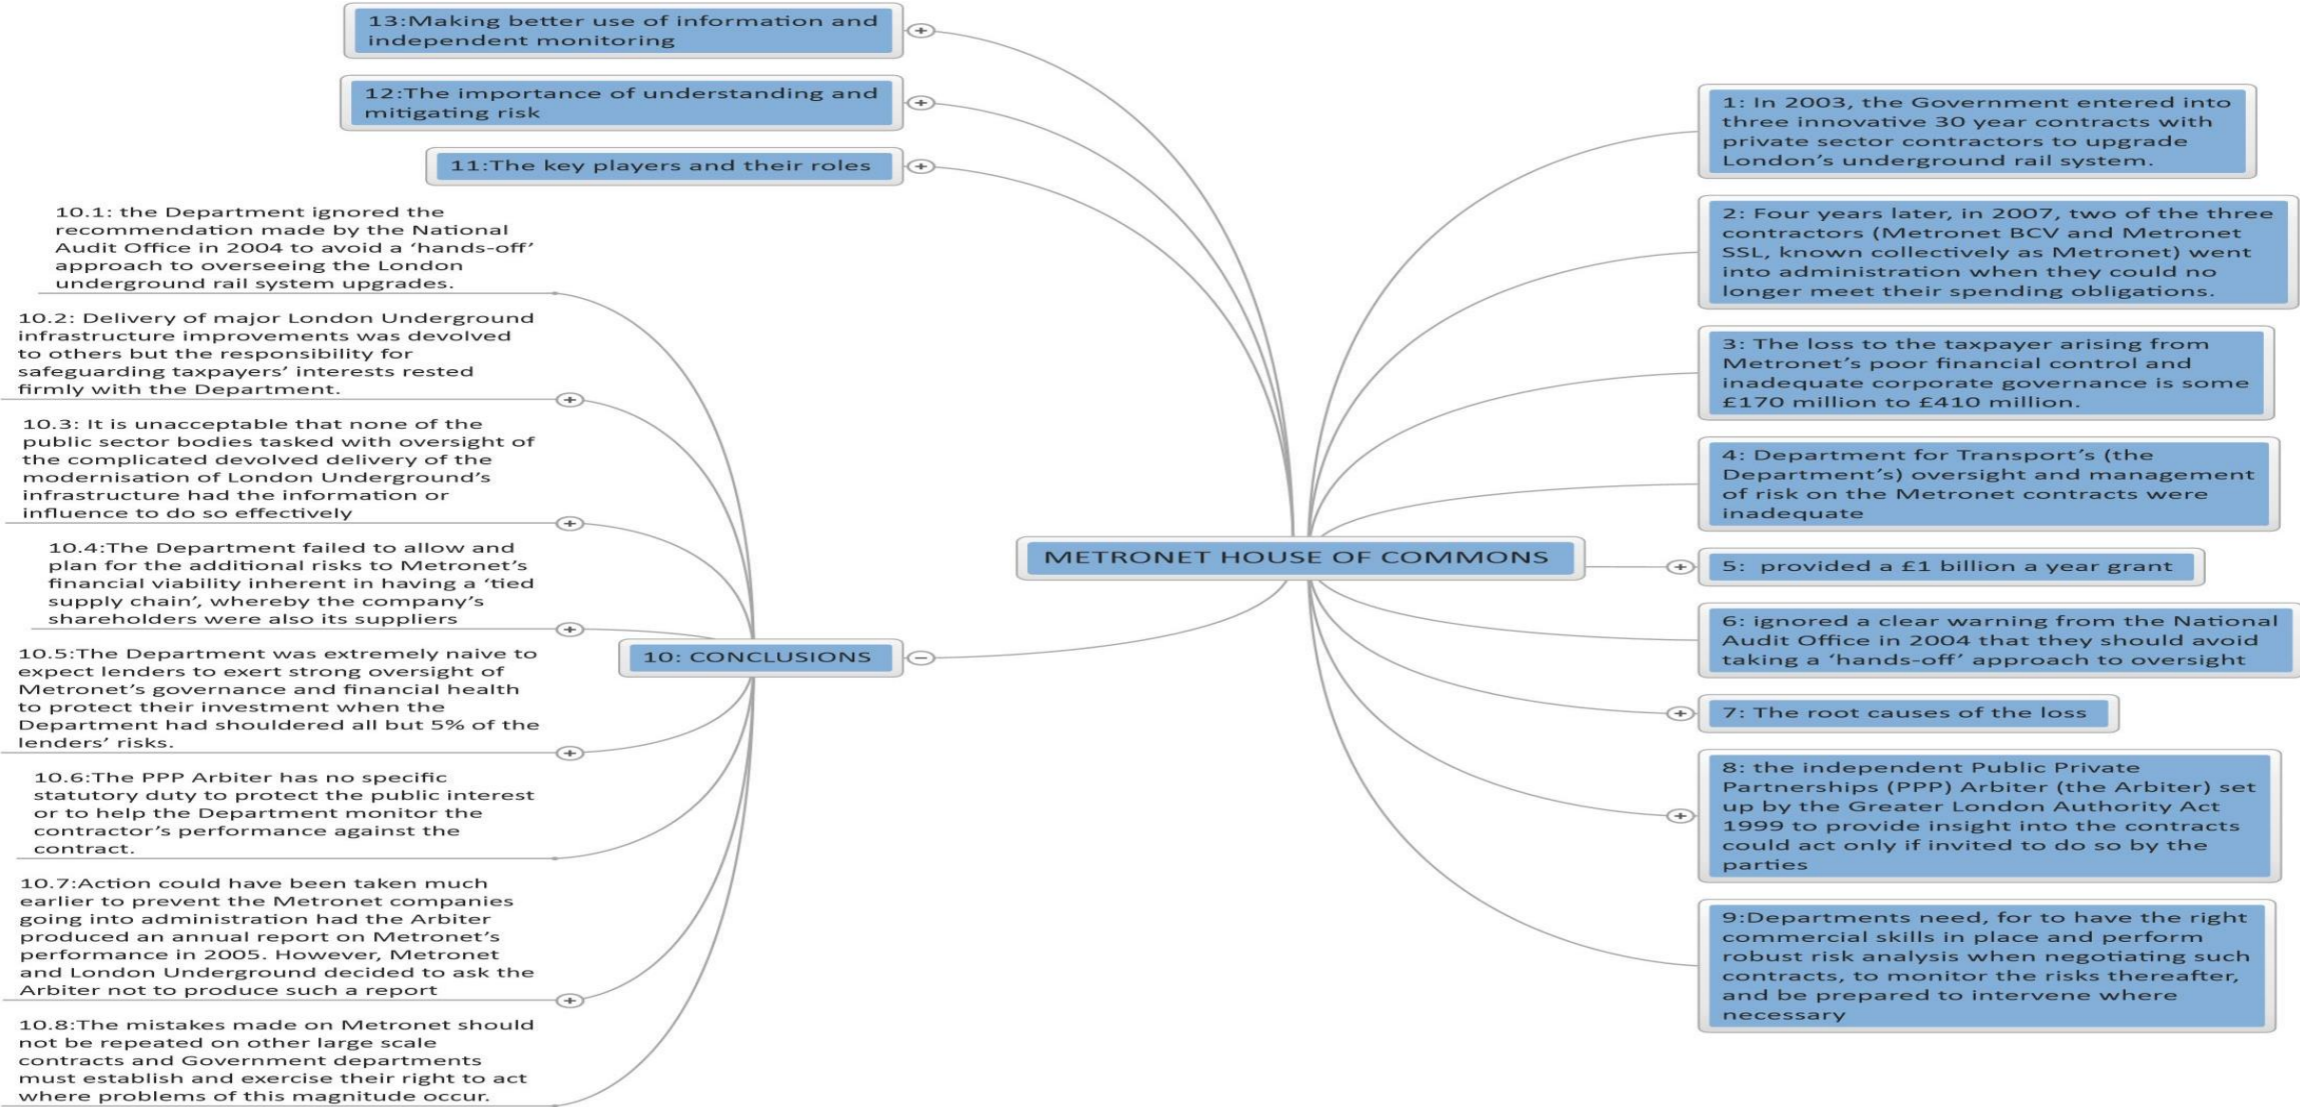 13:Making better use of information and
independent monitoring
12:The importance of understanding and
mitigating risk
11:The key players and their roles
10.1: the Department ignored the
recommendation made by the National
Audit Office in 2004 to avoid a ‘hands-off’
approach to overseeing the London
underground rail system upgrades.
10.2: Delivery of major London Underground
infrastructure improvements was devolved
to others but the responsibility for
safeguarding taxpayers’ interests rested
firmly with the Department.
10.3: It is unacceptable that none of the
public sector bodies tasked with oversight of
the complicated devolved delivery of the
modernisation of London Underground’s
infrastructure had the information or
influence to do so effectively
10.4:The Department failed to allow and
plan for the additional risks to Metronet’s
financial viability inherent in having a ‘tied
supply chain’, whereby the company’s
shareholders were also its suppliers
10.5:The Department was extremely naive to
expect lenders to exert strong oversight of
Metronet’s governance and financial health
to protect their investment when the
Department had shouldered all but 5% of the
lenders’ risks.
10.6:The PPP Arbiter has no specific
statutory duty to protect the public interest
or to help the Department monitor the
contractor’s performance against the
contract.
10.7:Action could have been taken much
earlier to prevent the Metronet companies
going into administration had the Arbiter
produced an annual report on Metronet’s
performance in 2005. However, Metronet
and London Underground decided to ask the
Arbiter not to produce such a report
10.8:The mistakes made on Metronet should
not be repeated on other large scale
contracts and Government departments
must establish and exercise their right to act
where problems of this magnitude occur.
10: CONCLUSIONS
METRONET HOUSE OF COMMONS
1: In 2003, the Government entered into
three innovative 30 year contracts with
private sector contractors to upgrade
London’s underground rail system.
2: Four years later, in 2007, two of the three
contractors (Metronet BCV and Metronet
SSL, known collectively as Metronet) went
into administration when they could no
longer meet their spending obligations.
3: The loss to the taxpayer arising from
Metronet’s poor financial control and
inadequate corporate governance is some
£170 million to £410 million.
4: Department for Transport’s (the
Department’s) oversight and management
of risk on the Metronet contracts were
inadequate
5:  provided a £1 billion a year grant
6: ignored a clear warning from the National
Audit Office in 2004 that they should avoid
taking a ‘hands-off’ approach to oversight
7: The root causes of the loss
8: the independent Public Private
Partnerships (PPP) Arbiter (the Arbiter) set
up by the Greater London Authority Act
1999 to provide insight into the contracts
could act only if invited to do so by the
parties
9:Departments need, for to have the right
commercial skills in place and perform
robust risk analysis when negotiating such
contracts, to monitor the risks thereafter,
and be prepared to intervene where
necessary